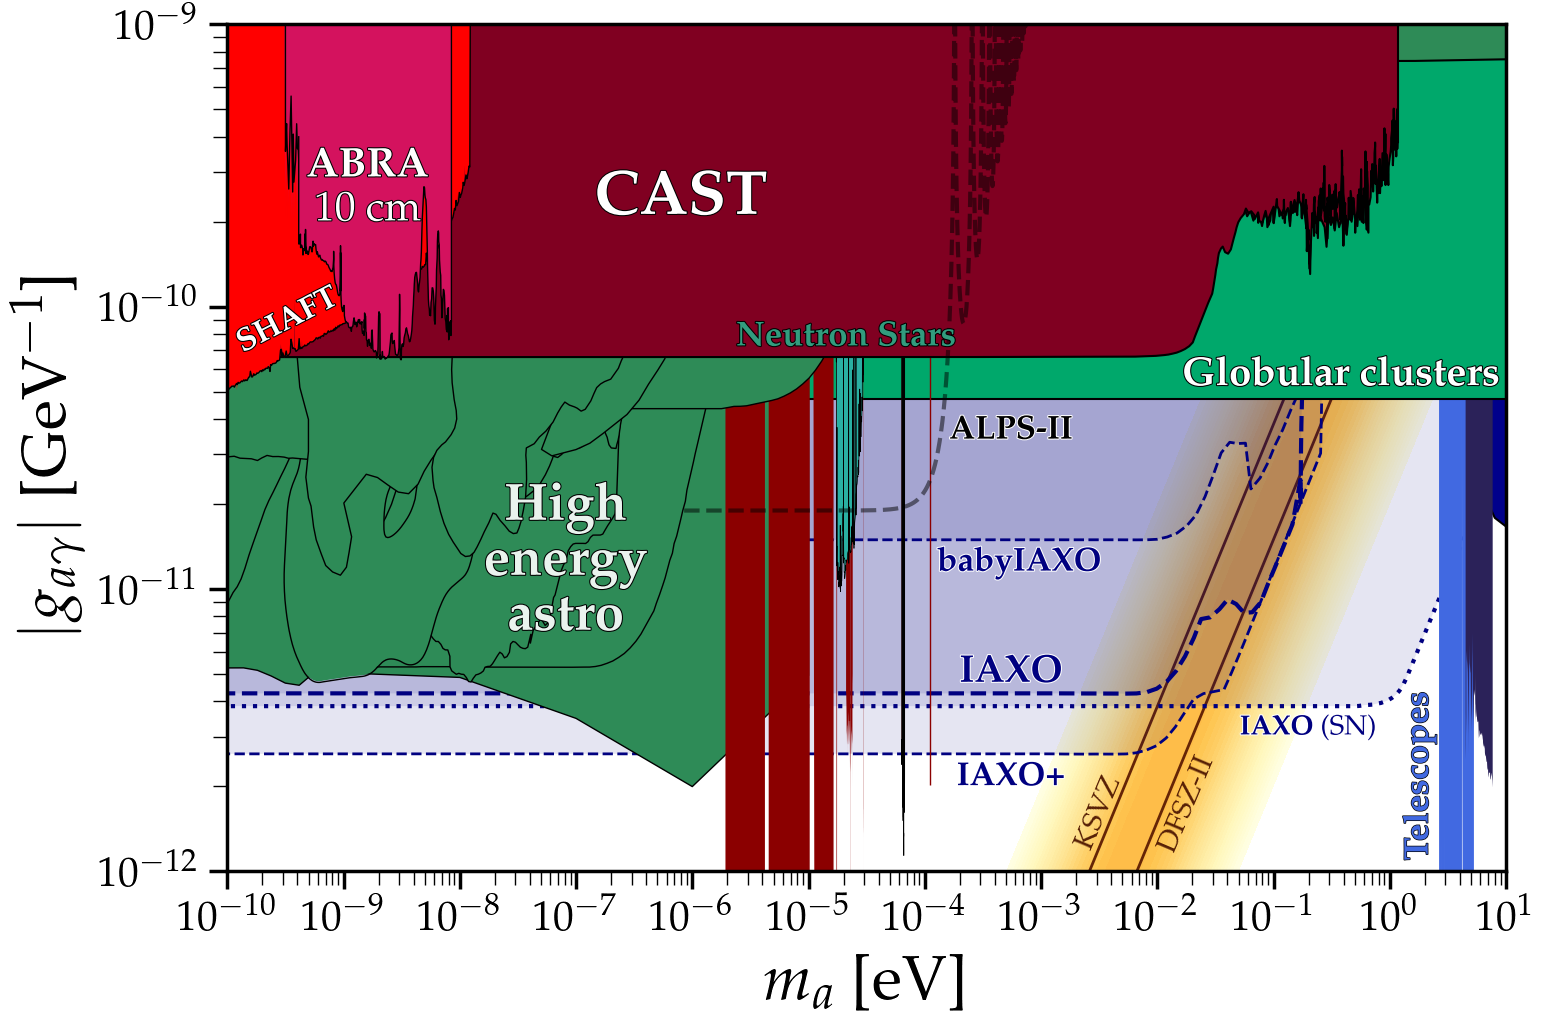 10⁻⁹
10⁻¹⁰
10⁻¹¹
10⁻¹²
|g_aγ| [GeV⁻¹]
ABRA
10 cm
CAST
SHAFT
Neutron Stars
Globular clusters
ALPS-II
High
energy
astro
babyIAXO
IAXO
IAXO (SN)
IAXO+
KSVZ
DFSZ-II
Telescopes
10⁻¹⁰ 10⁻⁹ 10⁻⁸ 10⁻⁷ 10⁻⁶ 10⁻⁵ 10⁻⁴ 10⁻³ 10⁻² 10⁻¹ 10⁰ 10¹
m_a [eV]